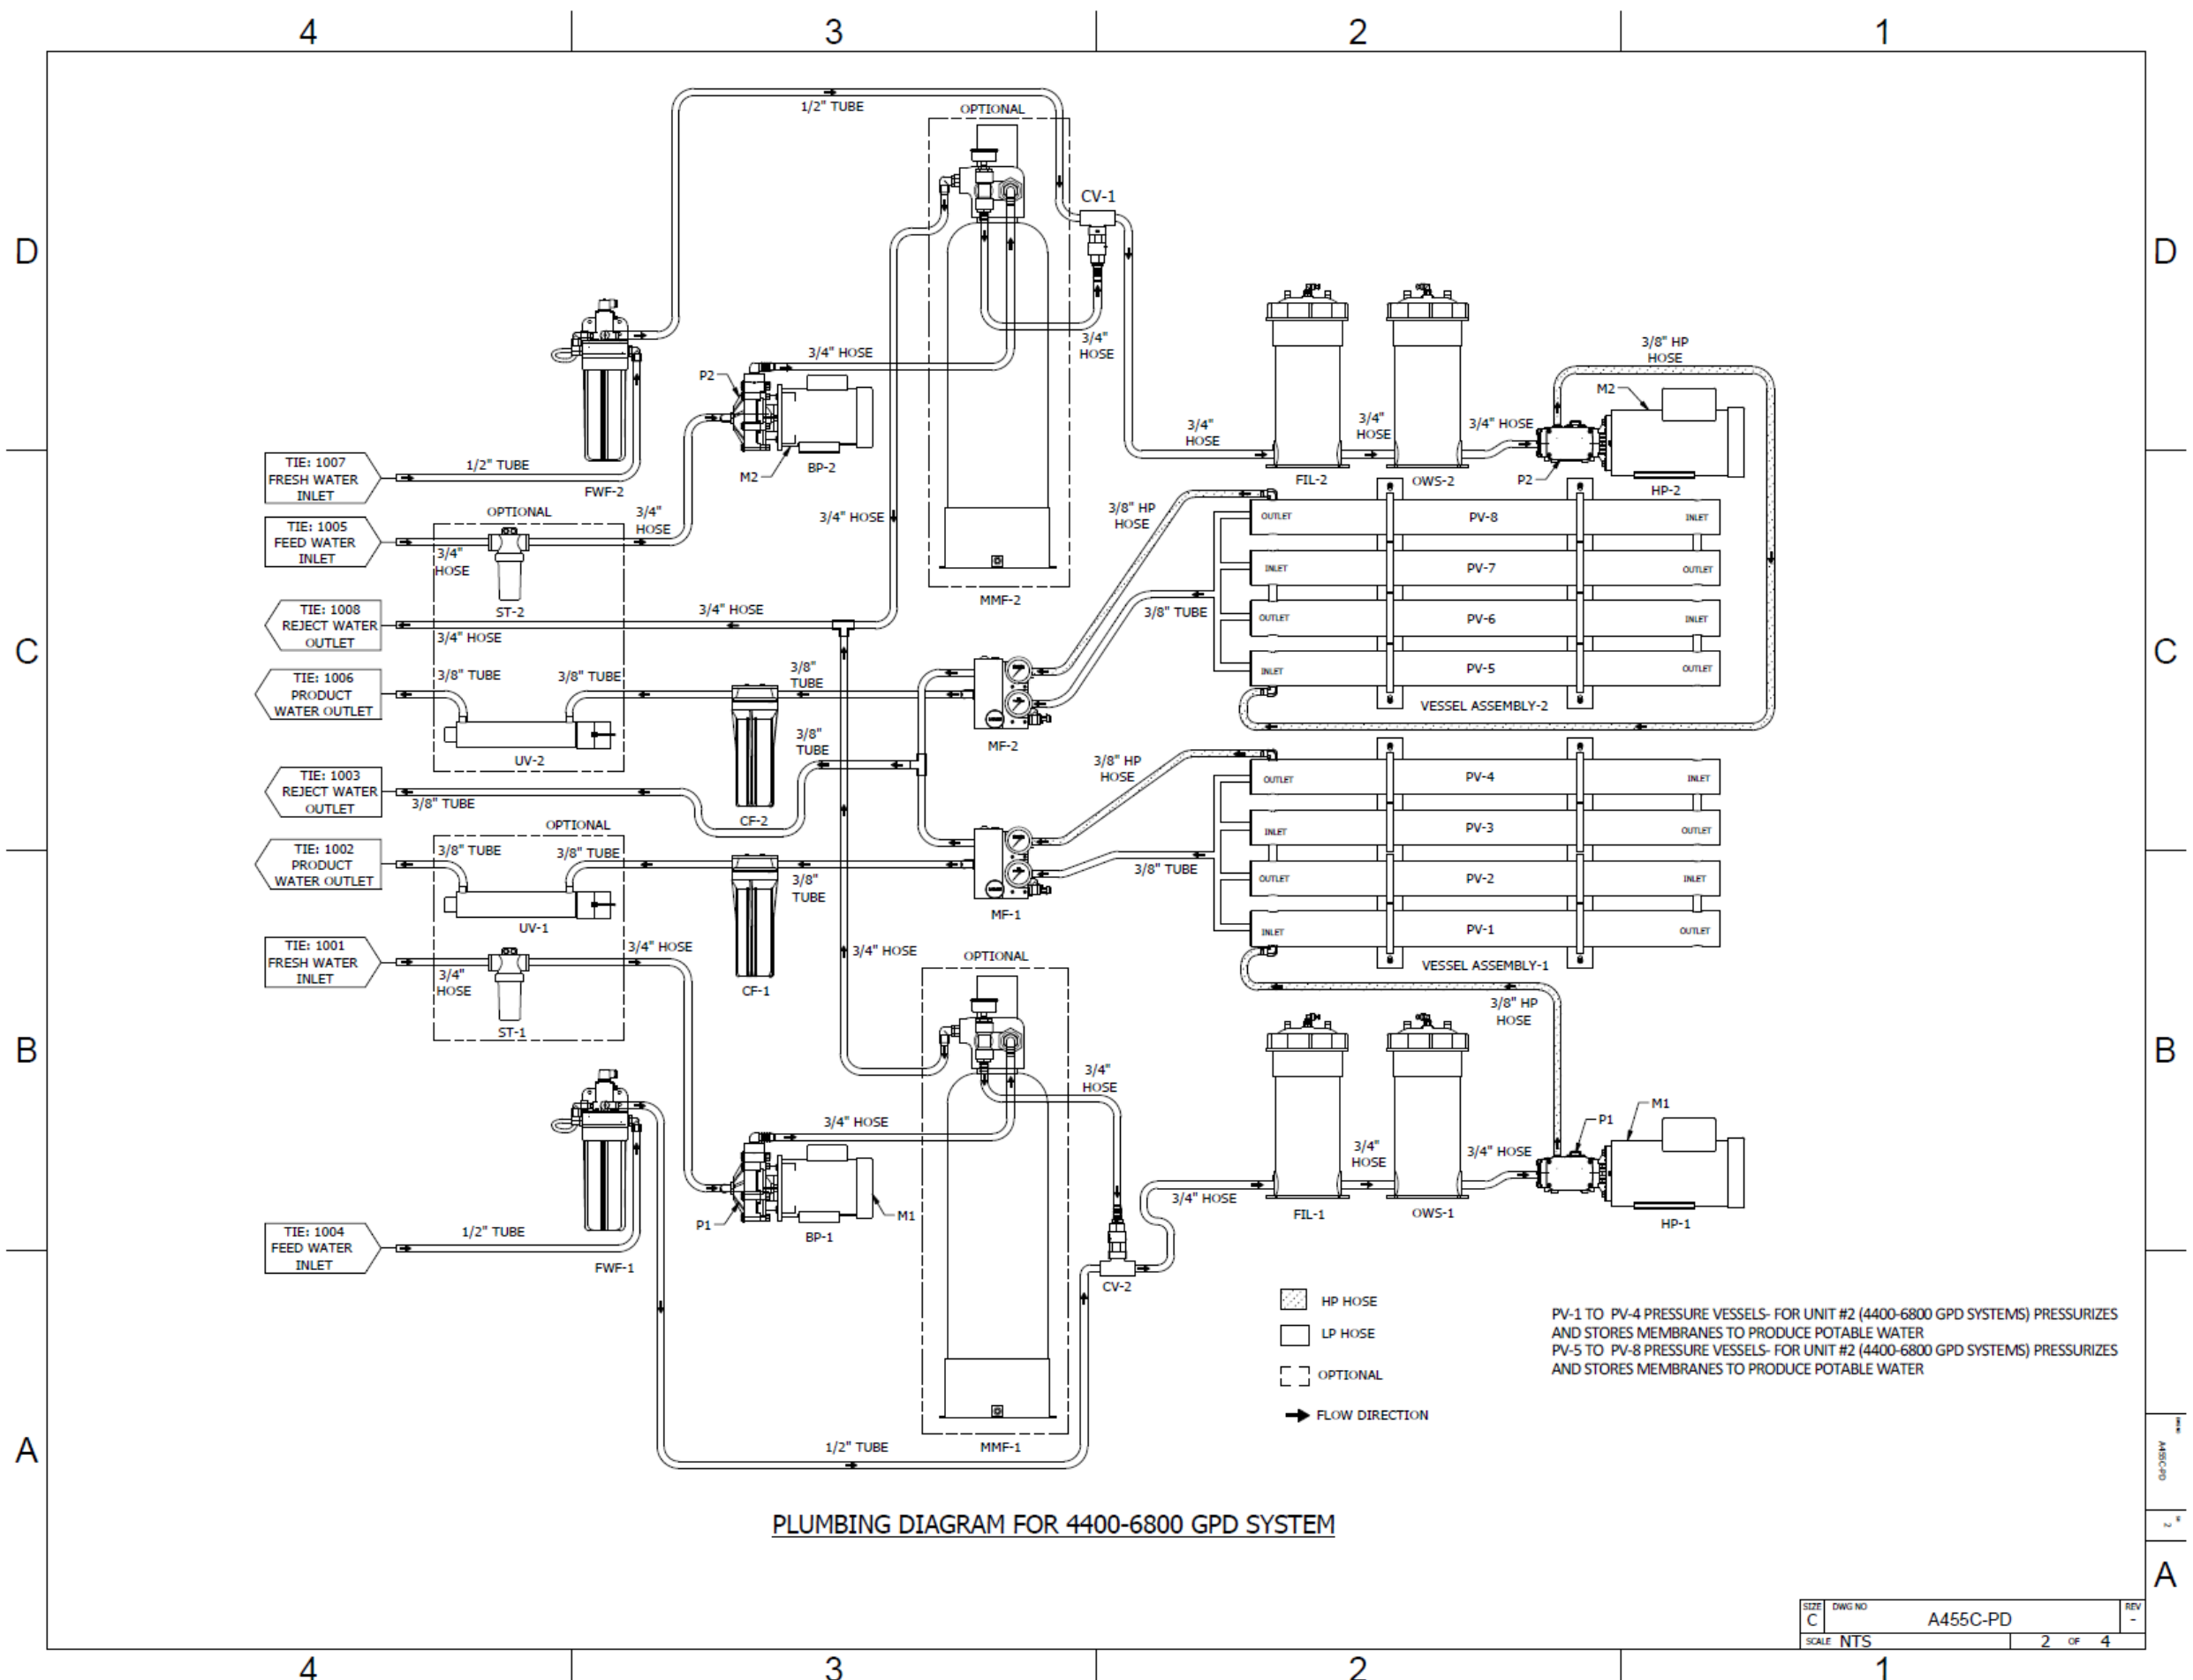 4 3 2 1
1/2" TUBE
OPTIONAL
CV-1
D
D
3/4"
HOSE
3/8" HP
HOSE
3/4" HOSE
P2
M2
3/4"
HOSE
3/4"
HOSE
3/4" HOSE
TIE: 1007
FRESH WATER
INLET
1/2" TUBE
FWF-2
M2
BP-2
FIL-2
OWS-2
P2
HP-2
OPTIONAL
3/4"
HOSE
TIE: 1005
FEED WATER
INLET
3/4"
HOSE
ST-2
3/4" HOSE
MMF-2
3/8" HP
HOSE
OUTLET PV-8 INLET
INLET PV-7 OUTLET
OUTLET PV-6 INLET
INLET PV-5 OUTLET
3/8" TUBE
VESSEL ASSEMBLY-2
C
C
TIE: 1008
REJECT WATER
OUTLET
3/4" HOSE
3/4" HOSE
TIE: 1006
PRODUCT
WATER OUTLET
3/8" TUBE
3/8" TUBE
3/8"
TUBE
UV-2
MF-2
3/8"
TUBE
CF-2
TIE: 1003
REJECT WATER
OUTLET
3/8" TUBE
3/8" HP
HOSE
OUTLET PV-4 INLET
INLET PV-3 OUTLET
OUTLET PV-2 INLET
INLET PV-1 OUTLET
3/8" TUBE
VESSEL ASSEMBLY-1
OPTIONAL
TIE: 1002
PRODUCT
WATER OUTLET
3/8" TUBE
3/8" TUBE
3/8"
TUBE
UV-1
MF-1
TIE: 1001
FRESH WATER
INLET
3/4"
HOSE
3/4" HOSE
ST-1
CF-1
3/4" HOSE
OPTIONAL
3/8" HP
HOSE
B
B
3/4"
HOSE
3/4" HOSE
P1
M1
BP-1
3/4" HOSE
3/4"
HOSE
3/4" HOSE
P1
M1
FIL-1
OWS-1
HP-1
TIE: 1004
FEED WATER
INLET
1/2" TUBE
FWF-1
CV-2
1/2" TUBE
MMF-1
HP HOSE
LP HOSE
OPTIONAL
FLOW DIRECTION
PV-1 TO PV-4 PRESSURE VESSELS- FOR UNIT #2 (4400-6800 GPD SYSTEMS) PRESSURIZES
AND STORES MEMBRANES TO PRODUCE POTABLE WATER
PV-5 TO PV-8 PRESSURE VESSELS- FOR UNIT #2 (4400-6800 GPD SYSTEMS) PRESSURIZES
AND STORES MEMBRANES TO PRODUCE POTABLE WATER
A
A455C-PD
2
A
PLUMBING DIAGRAM FOR 4400-6800 GPD SYSTEM
SIZE DWG NO REV
C A455C-PD -
SCALE NTS 2 OF 4
4 3 2 1